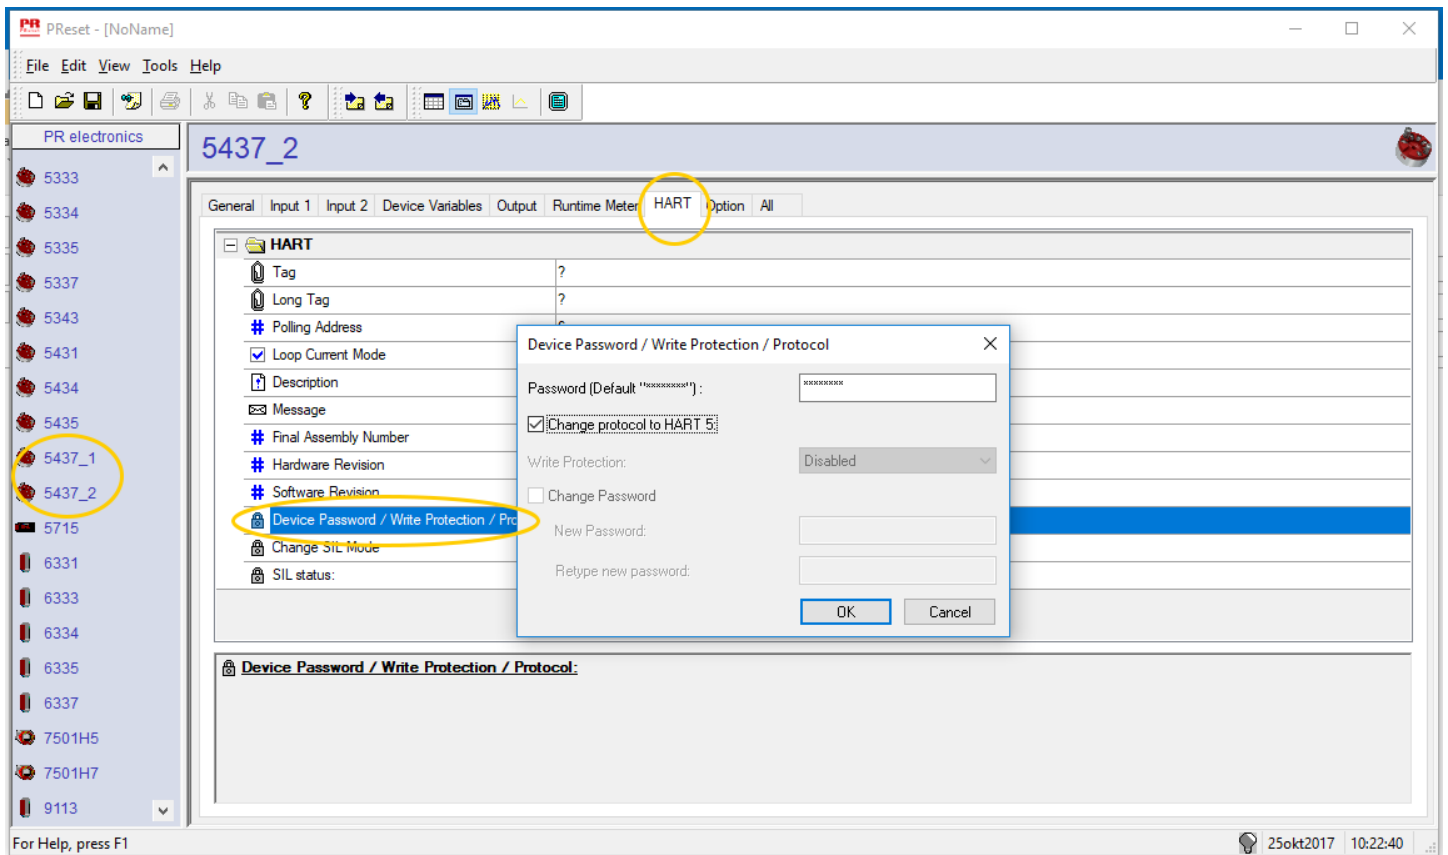 PR PReset - [NoName]
File Edit View Tools Help
PR electronics
5333
5334
5335
5337
5343
5431
5434
5435
5437_1
5437_2
5715
6331
6333
6334
6335
6337
7501H5
7501H7
9113
5437_2
General Input 1 Input 2 Device Variables Output Runtime Meter HART Option All
HART
Tag ?
Long Tag ?
Polling Address
Loop Current Mode
Description
Message
Final Assembly Number
Hardware Revision
Software Revision
Device Password / Write Protection / Pro
Change SIL Mode
SIL status:
Device Password / Write Protection / Protocol
Password (Default "********") : ********
Change protocol to HART 5:
Write Protection: Disabled
Change Password
New Password:
Retype new password:
OK Cancel
Device Password / Write Protection / Protocol:
For Help, press F1 25okt2017 10:22:40